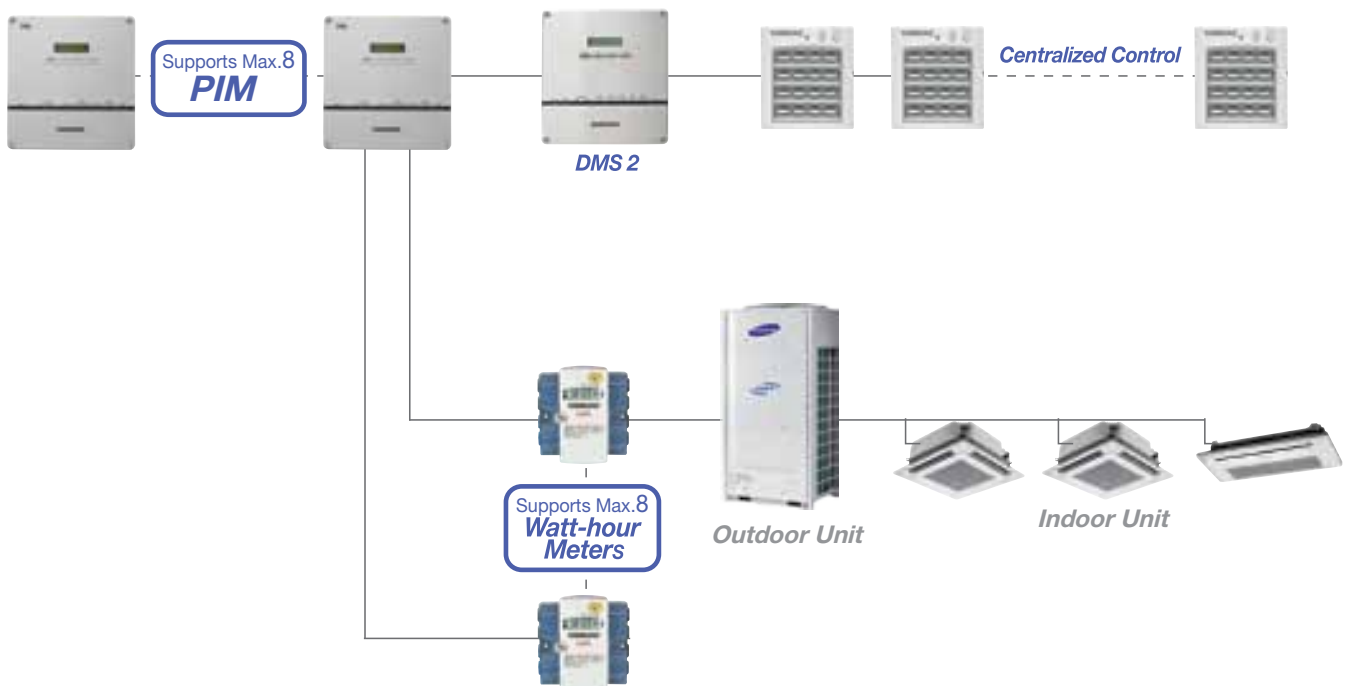 Supports Max.8
PIM
Centralized Control
DMS 2
Supports Max.8
Watt-hour
Meters
Outdoor Unit
Indoor Unit